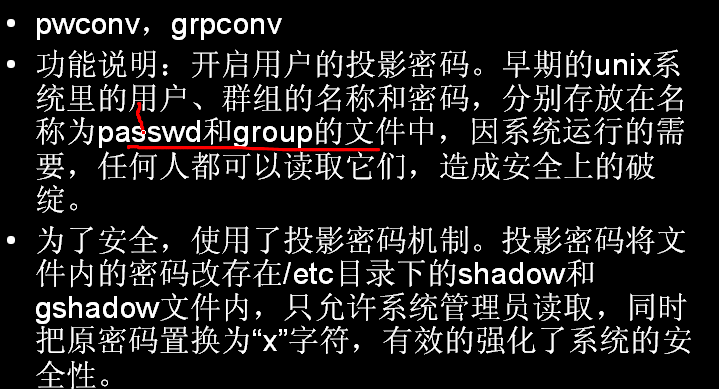 • pwconv，grpconv
• 功能说明：开启用户的投影密码。早期的unix系
统里的用户、群组的名称和密码，分别存放在名
称为passwd和group的文件中，因系统运行的需
要，任何人都可以读取它们，造成安全上的破
绽。
• 为了安全，使用了投影密码机制。投影密码将文
件内的密码改存在/etc目录下的shadow和
gshadow文件内，只允许系统管理员读取，同时
把原密码置换为“x”字符，有效的强化了系统的安
全性。